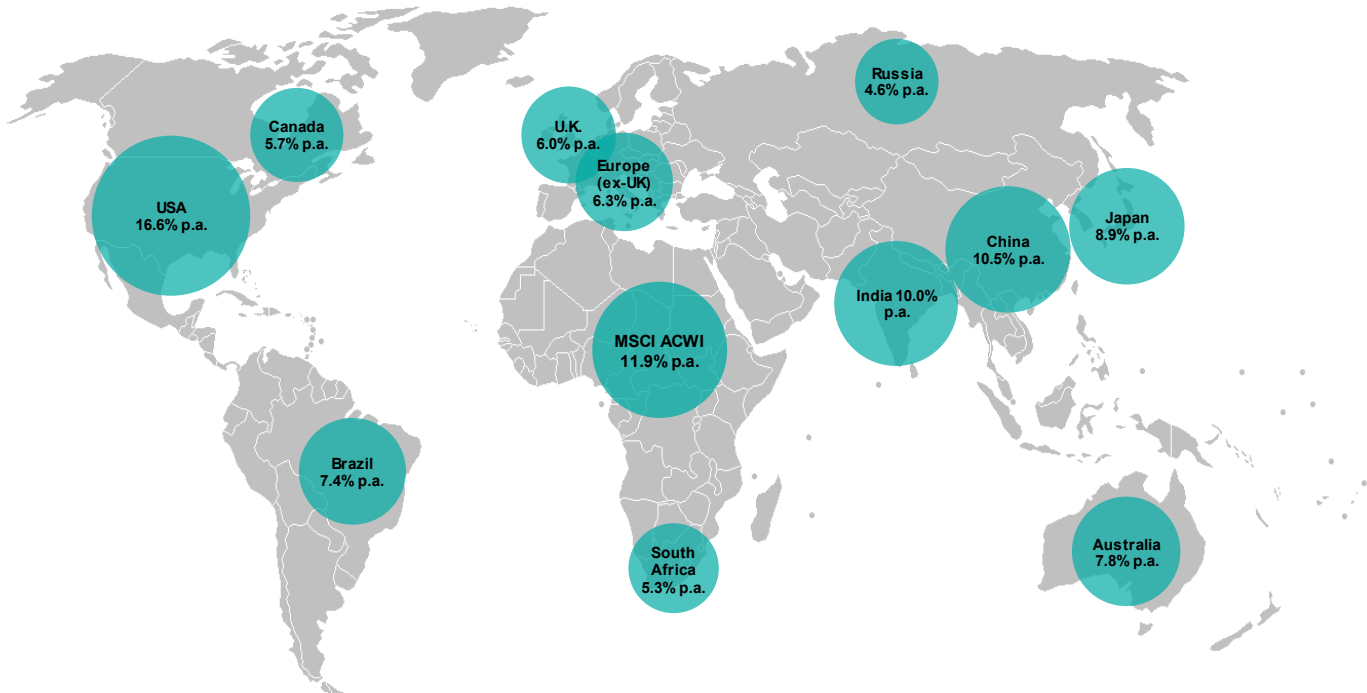 Russia
4.6% p.a.
Canada
5.7% p.a.
U.K.
6.0% p.a.
Europe
(ex-UK)
6.3% p.a.
USA
16.6% p.a.
Japan
8.9% p.a.
China
10.5% p.a.
India 10.0%
p.a.
MSCI ACWI
11.9% p.a.
Brazil
7.4% p.a.
South
Africa
5.3% p.a.
Australia
7.8% p.a.